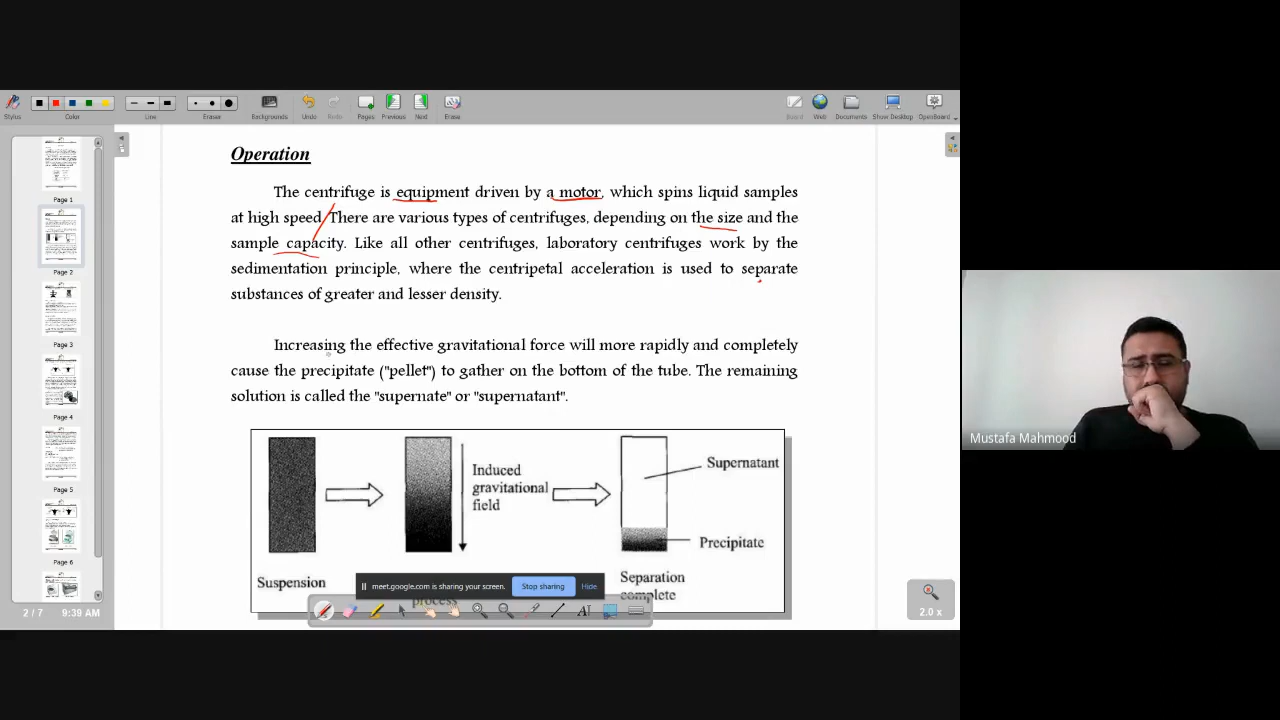 Stylus
Color
Line
Eraser
Backgrounds
Undo
Redo
Pages
Previous
Next
Erase
Board
Web
Documents
Show Desktop
OpenBoard
Page 1
Page 2
Page 3
Page 4
Page 5
Page 6
2 / 7
9:39 AM
Operation
The centrifuge is equipment driven by a motor, which spins liquid samples
at high speed. There are various types of centrifuges, depending on the size and the
sample capacity. Like all other centrifuges, laboratory centrifuges work by the
sedimentation principle, where the centripetal acceleration is used to separate
substances of greater and lesser density.
Increasing the effective gravitational force will more rapidly and completely
cause the precipitate ("pellet") to gather on the bottom of the tube. The remaining
solution is called the "supernate" or "supernatant".
Induced
gravitational
field
Supernatant
Precipitate
Suspension
process
Separation
complete
meet.google.com is sharing your screen.
Stop sharing
Hide
2.0 x
Mustafa Mahmood